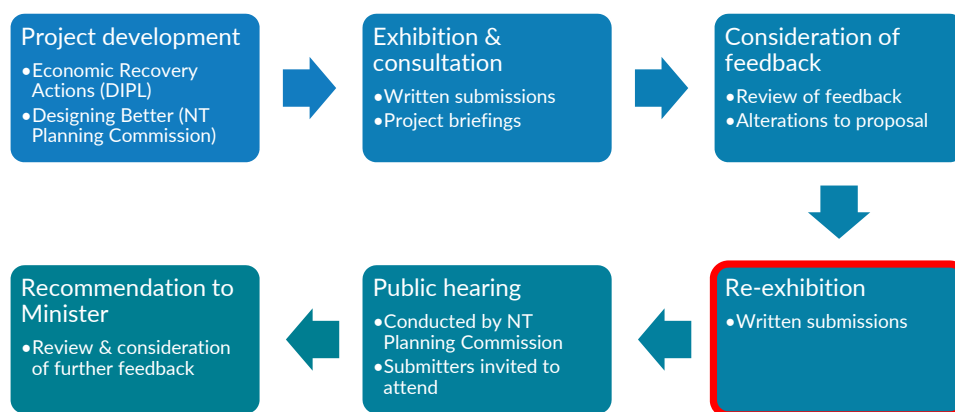 Project development
•Economic Recovery
Actions (DIPL)
•Designing Better (NT
Planning Commission)
Exhibition &
consultation
•Written submissions
•Project briefings
Consideration of
feedback
•Review of feedback
•Alterations to proposal
Re-exhibition
•Written submissions
Public hearing
•Conducted by NT
Planning Commission
•Submitters invited to
attend
Recommendation to
Minister
•Review & consideration
of further feedback